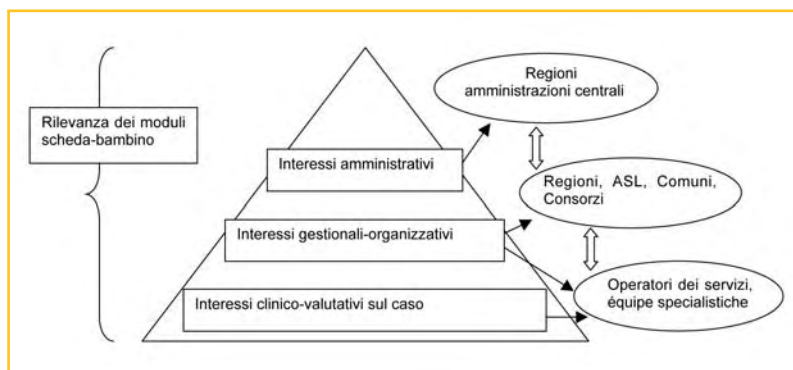 Regioni
amministrazioni centrali
Rilevanza dei moduli
scheda-bambino
Interessi amministrativi
Regioni, ASL, Comuni,
Consorzi
Interessi gestionali-organizzativi
Operatori dei servizi,
équipe specialistiche
Interessi clinico-valutativi sul caso